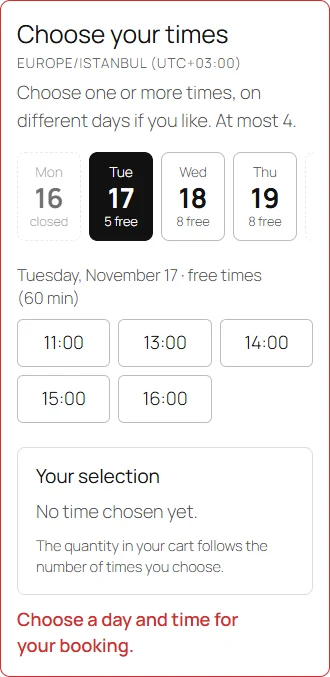 Choose your times
EUROPE/ISTANBUL (UTC+03:00)
Choose one or more times, on
different days if you like. At most 4.
Mon
16
closed
Tue
17
5 free
Wed
18
8 free
Thu
19
8 free
Tuesday, November 17 · free times
(60 min)
11:00
13:00
14:00
15:00
16:00
Your selection
No time chosen yet.
The quantity in your cart follows the
number of times you choose.
Choose a day and time for
your booking.